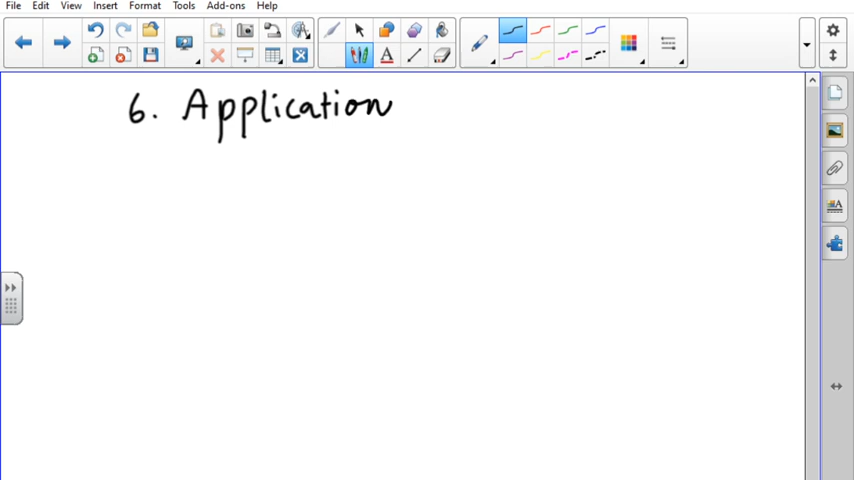 File Edit View Insert Format Tools Add-ons Help
6. Application